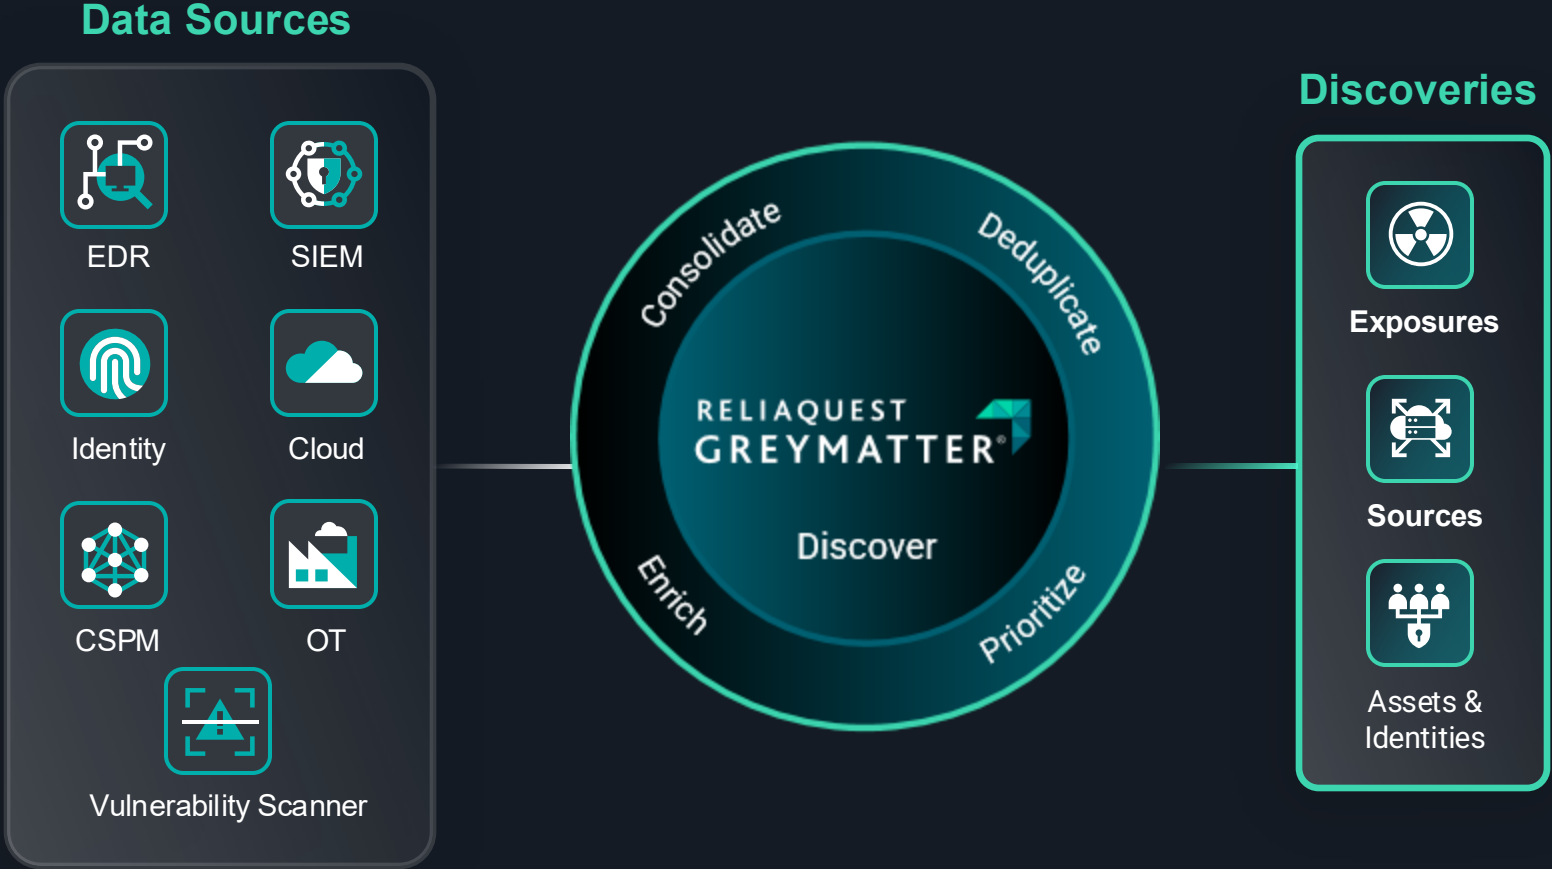 Data Sources
EDR
SIEM
Identity
Cloud
CSPM
OT
Vulnerability Scanner
Consolidate
Deduplicate
Enrich
Prioritize
RELIAQUEST
GREYMATTER®
Discover
Discoveries
Exposures
Sources
Assets &
Identities